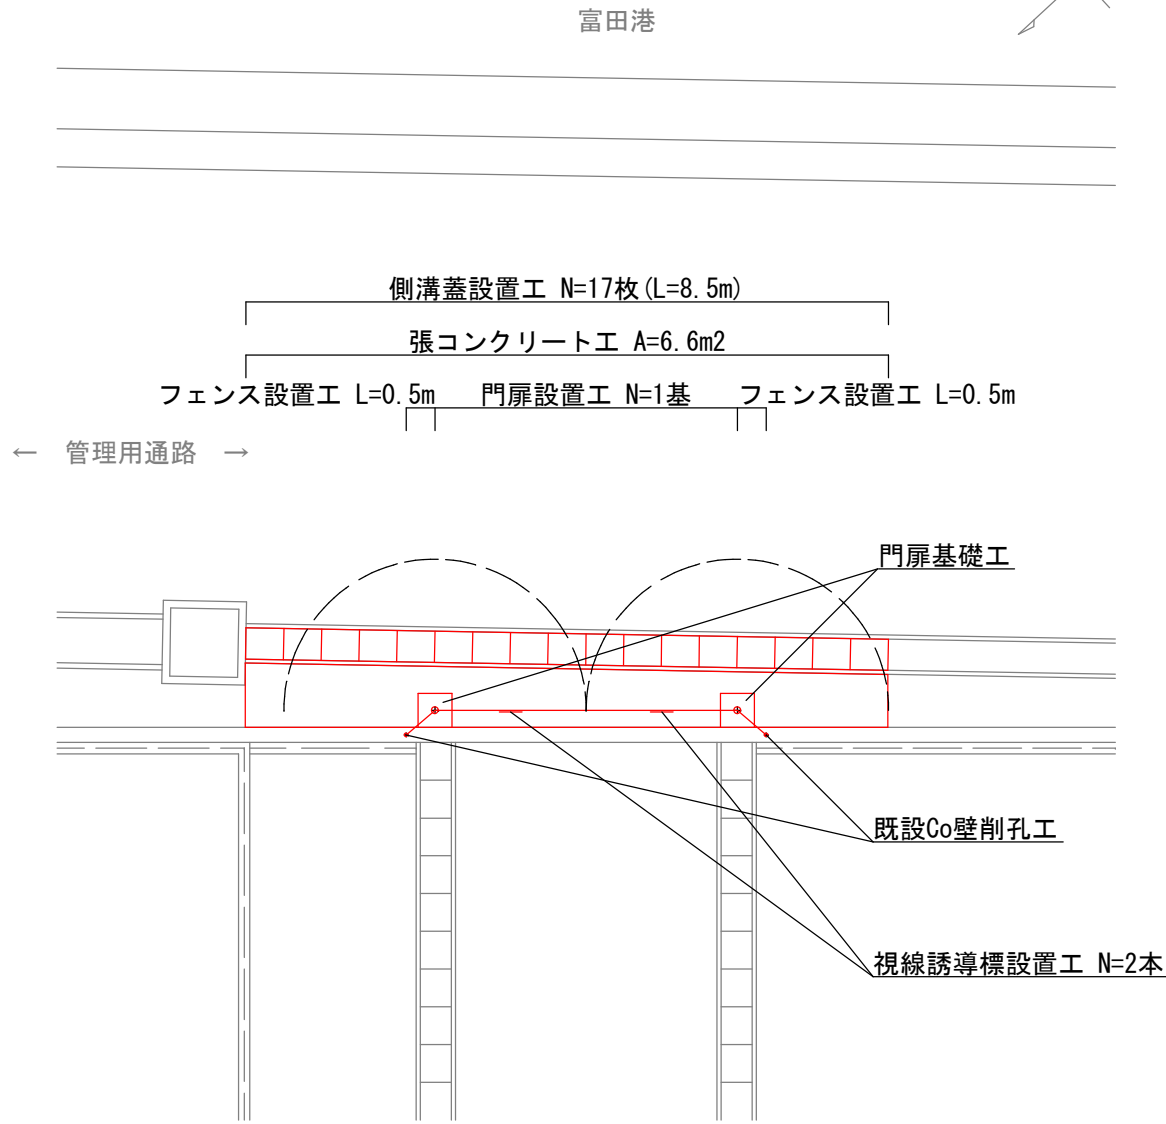 富田港
側溝蓋設置工 N=17枚(L=8.5m)
張コンクリート工 A=6.6m2
フェンス設置工 L=0.5m 門扉設置工 N=1基 フェンス設置工 L=0.5m
← 管理用通路 →
門扉基礎工
既設Co壁削孔工
視線誘導標設置工 N=2本